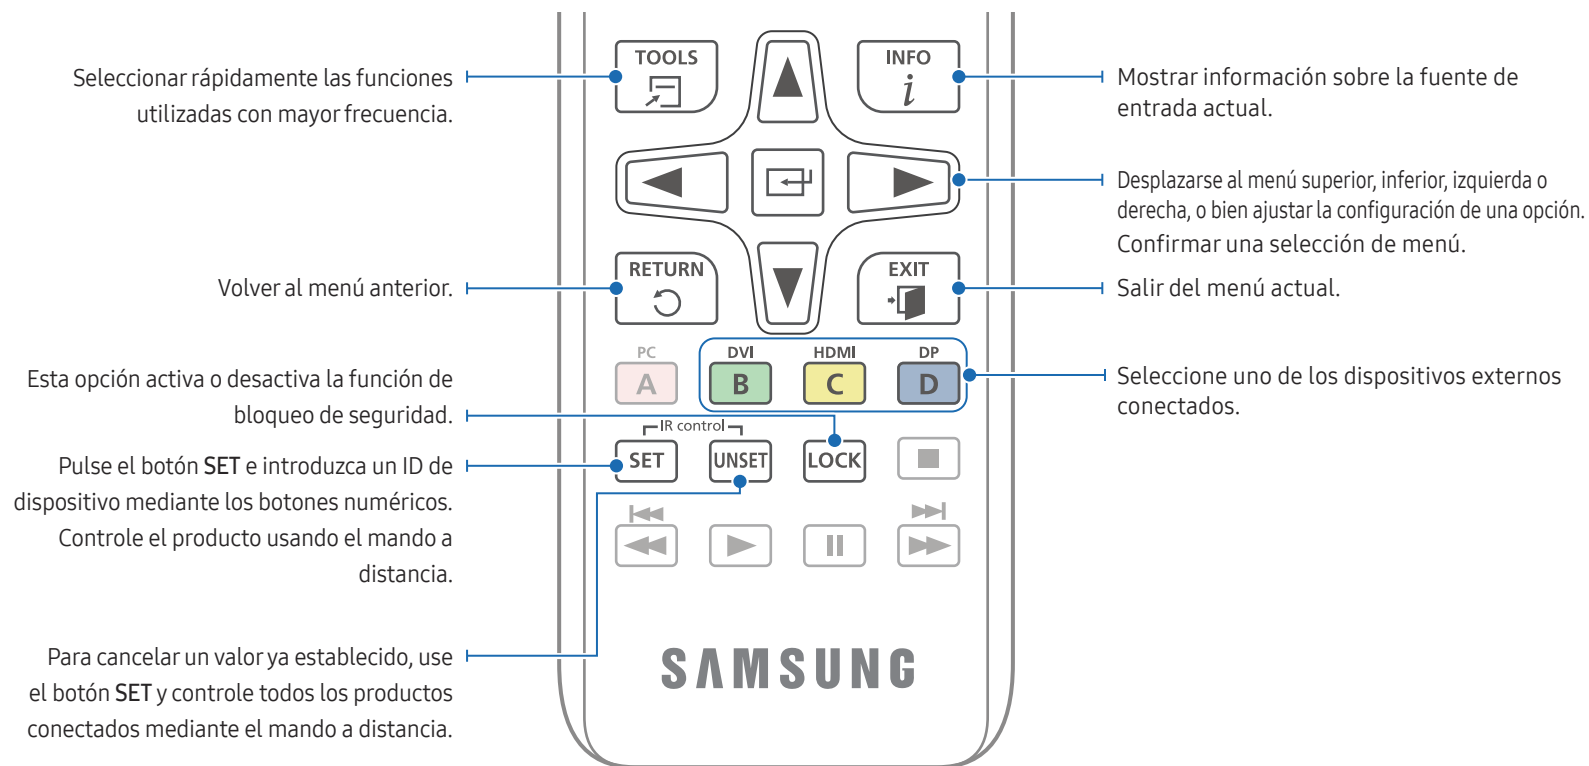 Seleccionar rápidamente las funciones
utilizadas con mayor frecuencia.
Volver al menú anterior.
Esta opción activa o desactiva la función de
bloqueo de seguridad.
Pulse el botón SET e introduzca un ID de
dispositivo mediante los botones numéricos.
Controle el producto usando el mando a
distancia.
Para cancelar un valor ya establecido, use
el botón SET y controle todos los productos
conectados mediante el mando a distancia.
TOOLS
INFO
i
RETURN
EXIT
PC
DVI
HDMI
DP
A
B
C
D
IR control
SET
UNSET
LOCK
SAMSUNG
Mostrar información sobre la fuente de
entrada actual.
Desplazarse al menú superior, inferior, izquierda o
derecha, o bien ajustar la configuración de una opción.
Confirmar una selección de menú.
Salir del menú actual.
Seleccione uno de los dispositivos externos
conectados.